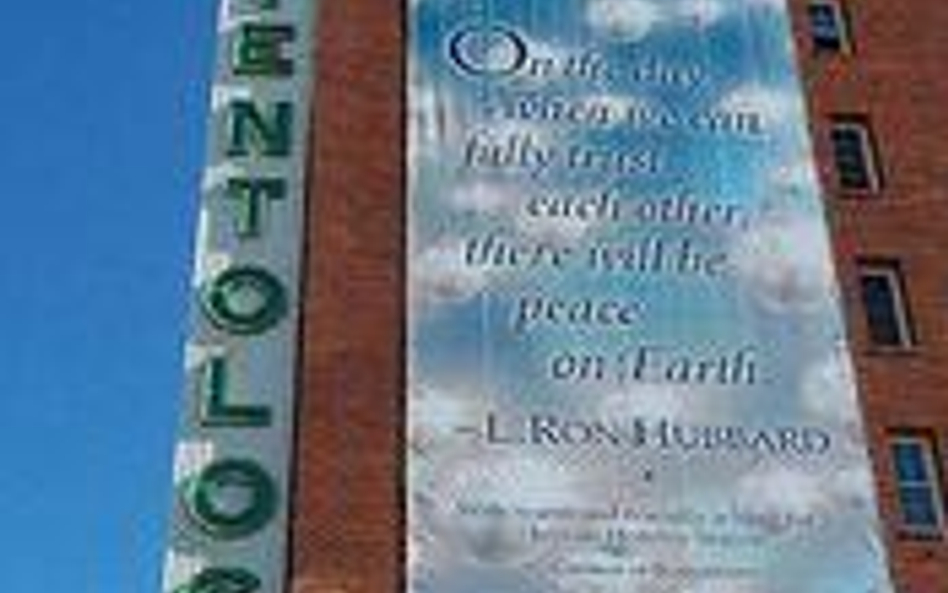 ENTOLO
On the day
when we can
fully trust
each other,
there will be
peace
on Earth
– L. RON HUBBARD